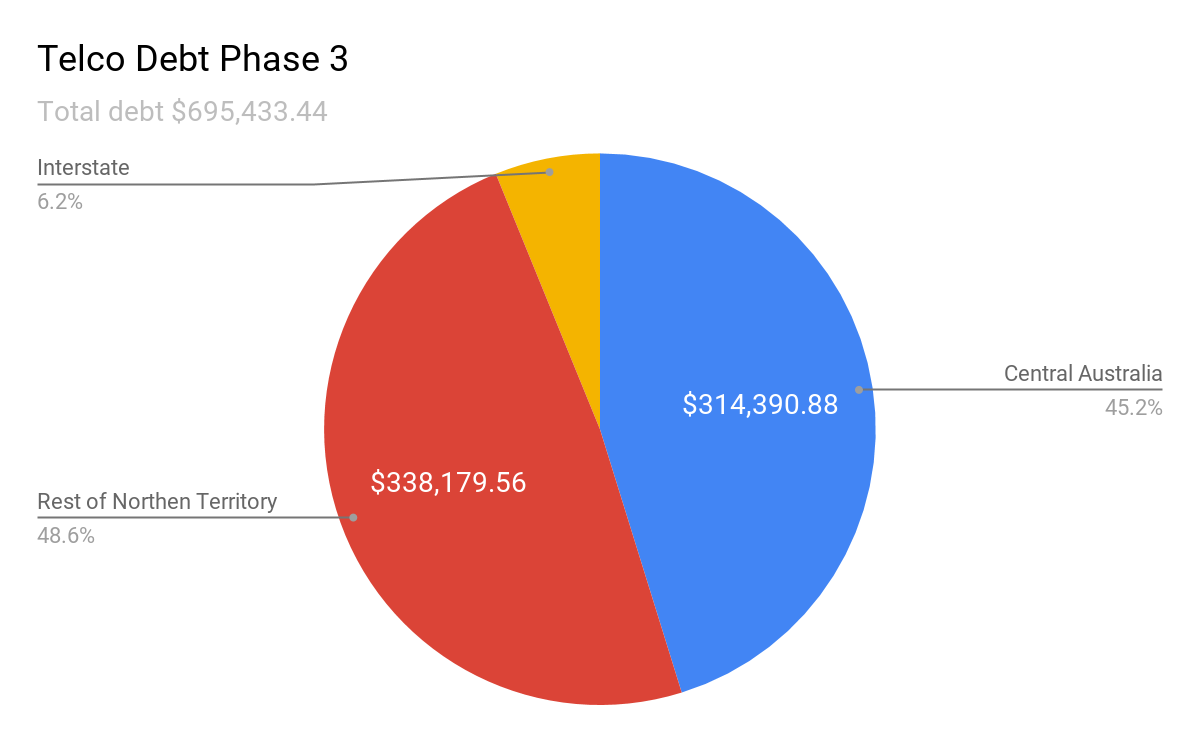 Telco Debt Phase 3
Total debt $695,433.44
Interstate
6.2%
Central Australia
45.2%
$314,390.88
$338,179.56
Rest of Northen Territory
48.6%